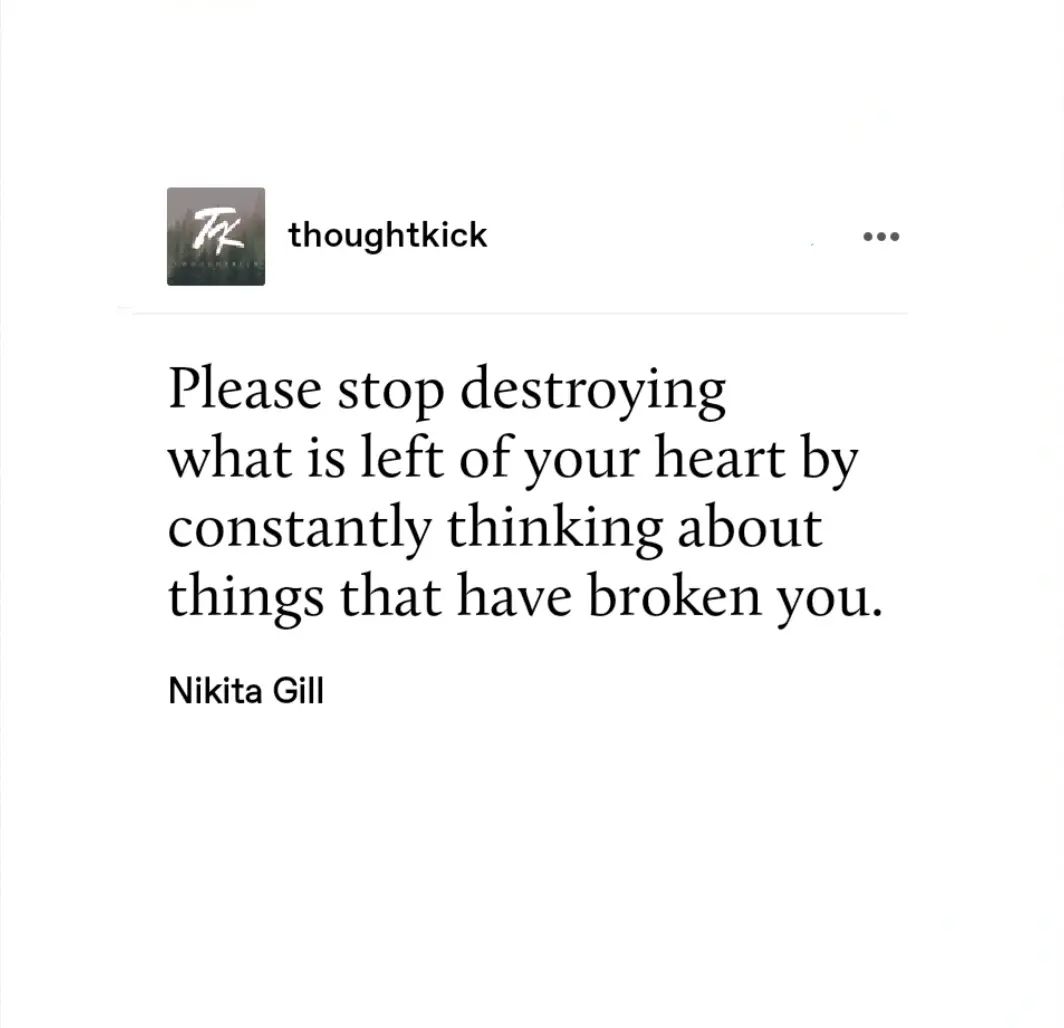 TK
thoughtkick
Please stop destroying
what is left of your heart by
constantly thinking about
things that have broken you.
Nikita Gill